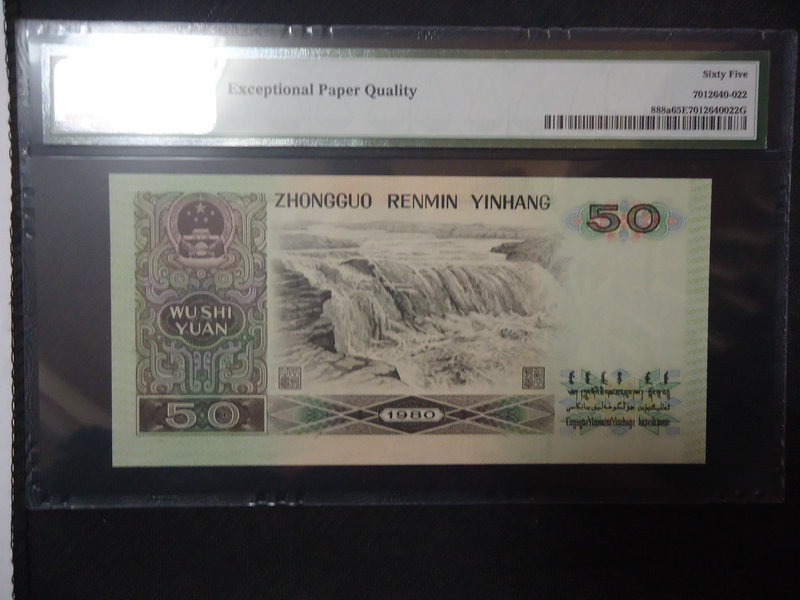 Exceptional Paper Quality
Sixty Five
7012640-022
888a65E7012640022G
ZHONGGUO RENMIN YINHANG
50
WU SHI
YUAN
50
1980